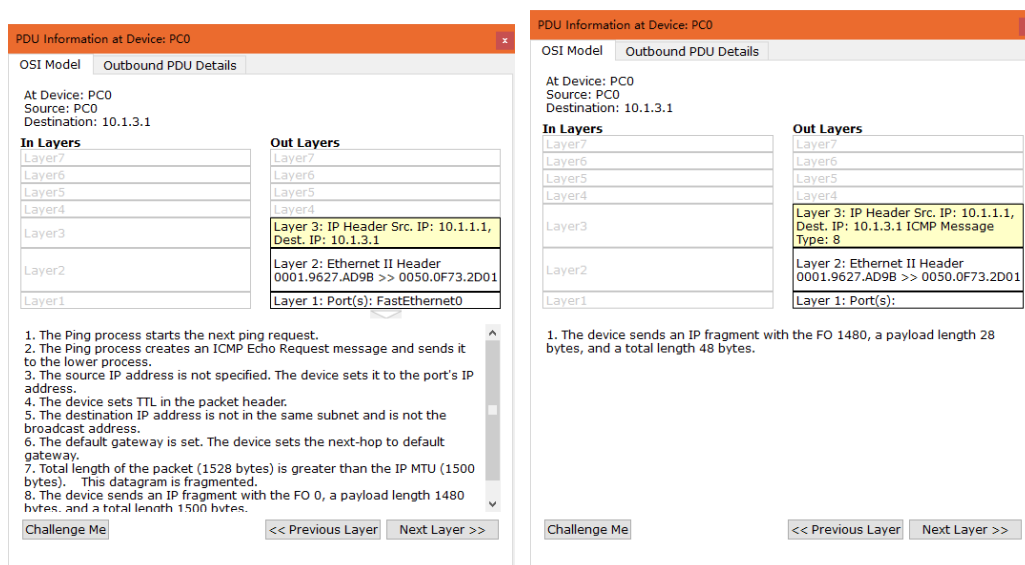 PDU Information at Device: PC0
x
OSI Model
Outbound PDU Details
At Device: PC0
Source: PC0
Destination: 10.1.3.1
In Layers
Out Layers
Layer7
Layer7
Layer6
Layer6
Layer5
Layer5
Layer4
Layer4
Layer3
Layer 3: IP Header Src. IP: 10.1.1.1,
Dest. IP: 10.1.3.1
Layer2
Layer 2: Ethernet II Header
0001.9627.AD9B >> 0050.0F73.2D01
Layer1
Layer 1: Port(s): FastEthernet0
1. The Ping process starts the next ping request.
2. The Ping process creates an ICMP Echo Request message and sends it
to the lower process.
3. The source IP address is not specified. The device sets it to the port's IP
address.
4. The device sets TTL in the packet header.
5. The destination IP address is not in the same subnet and is not the
broadcast address.
6. The default gateway is set. The device sets the next-hop to default
gateway.
7. Total length of the packet (1528 bytes) is greater than the IP MTU (1500
bytes). This datagram is fragmented.
8. The device sends an IP fragment with the FO 0, a payload length 1480
bytes, and a total length 1500 bytes.
Challenge Me
<< Previous Layer
Next Layer >>
PDU Information at Device: PC0
OSI Model
Outbound PDU Details
At Device: PC0
Source: PC0
Destination: 10.1.3.1
In Layers
Out Layers
Layer7
Layer7
Layer6
Layer6
Layer5
Layer5
Layer4
Layer4
Layer3
Layer 3: IP Header Src. IP: 10.1.1.1,
Dest. IP: 10.1.3.1 ICMP Message
Type: 8
Layer2
Layer 2: Ethernet II Header
0001.9627.AD9B >> 0050.0F73.2D01
Layer1
Layer 1: Port(s):
1. The device sends an IP fragment with the FO 1480, a payload length 28
bytes, and a total length 48 bytes.
Challenge Me
<< Previous Layer
Next Layer >>